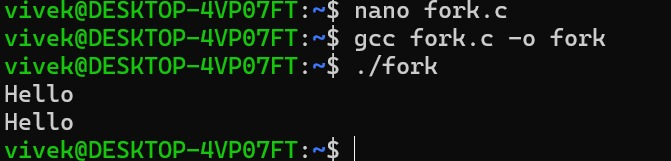 vivek@DESKTOP-4VP07FT:~$ nano fork.c
vivek@DESKTOP-4VP07FT:~$ gcc fork.c -o fork
vivek@DESKTOP-4VP07FT:~$ ./fork
Hello
Hello
vivek@DESKTOP-4VP07FT:~$